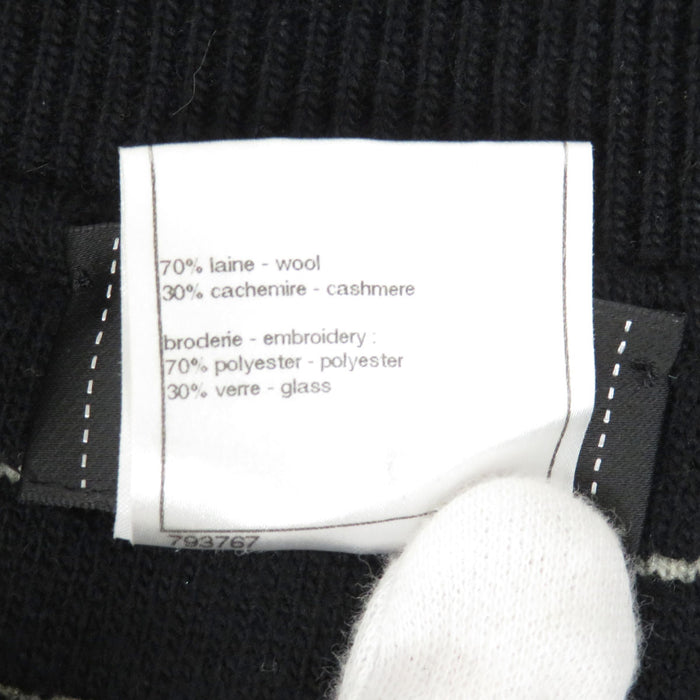 70% laine - wool
30% cachemire - cashmere
broderie - embroidery :
70% polyester - polyester
30% verre - glass
793767